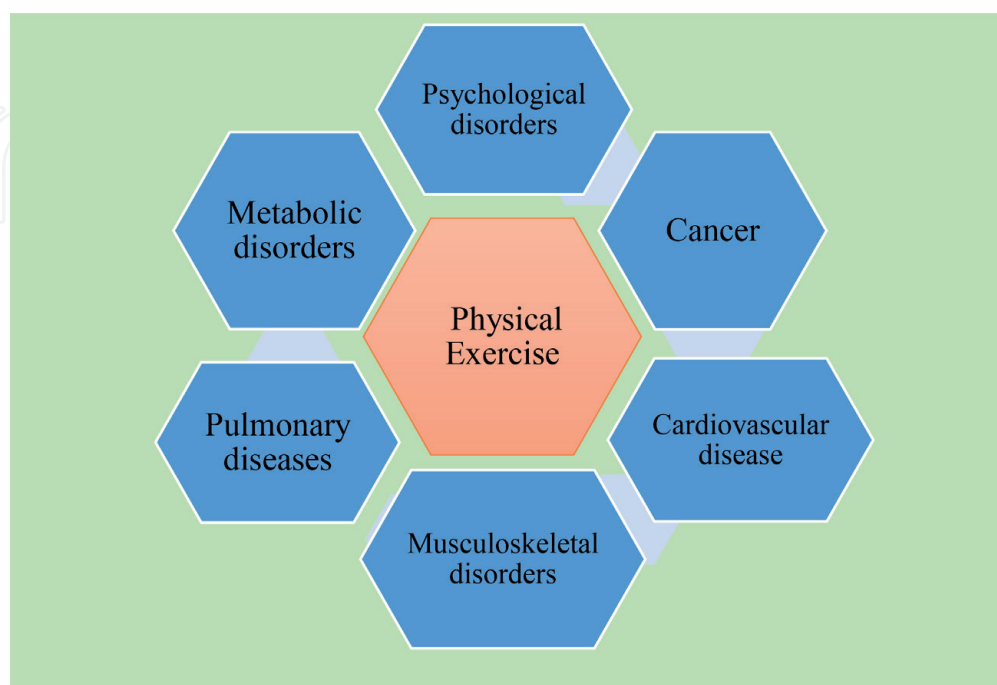 Psychological
disorders
Cancer
Cardiovascular
disease
Musculoskeletal
disorders
Pulmonary
diseases
Metabolic
disorders
Physical
Exercise